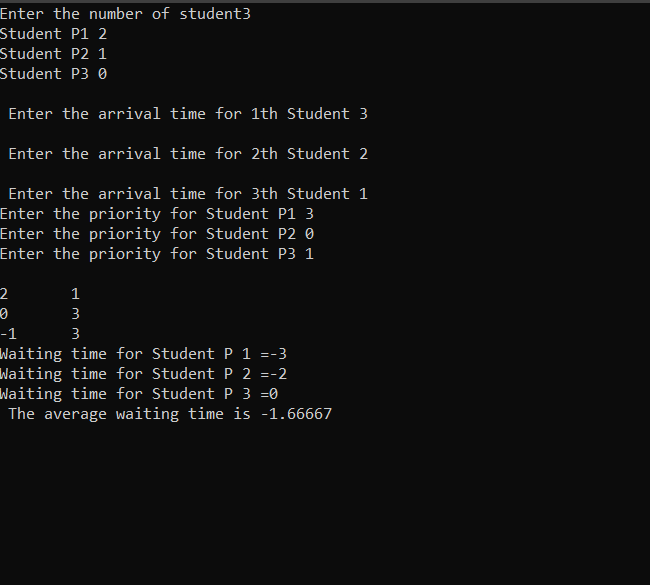 Enter the number of student3
Student P1 2
Student P2 1
Student P3 0
Enter the arrival time for 1th Student 3
Enter the arrival time for 2th Student 2
Enter the arrival time for 3th Student 1
Enter the priority for Student P1 3
Enter the priority for Student P2 0
Enter the priority for Student P3 1
2 1
0 3
-1 3
Waiting time for Student P 1 =-3
Waiting time for Student P 2 =-2
Waiting time for Student P 3 =0
The average waiting time is -1.66667